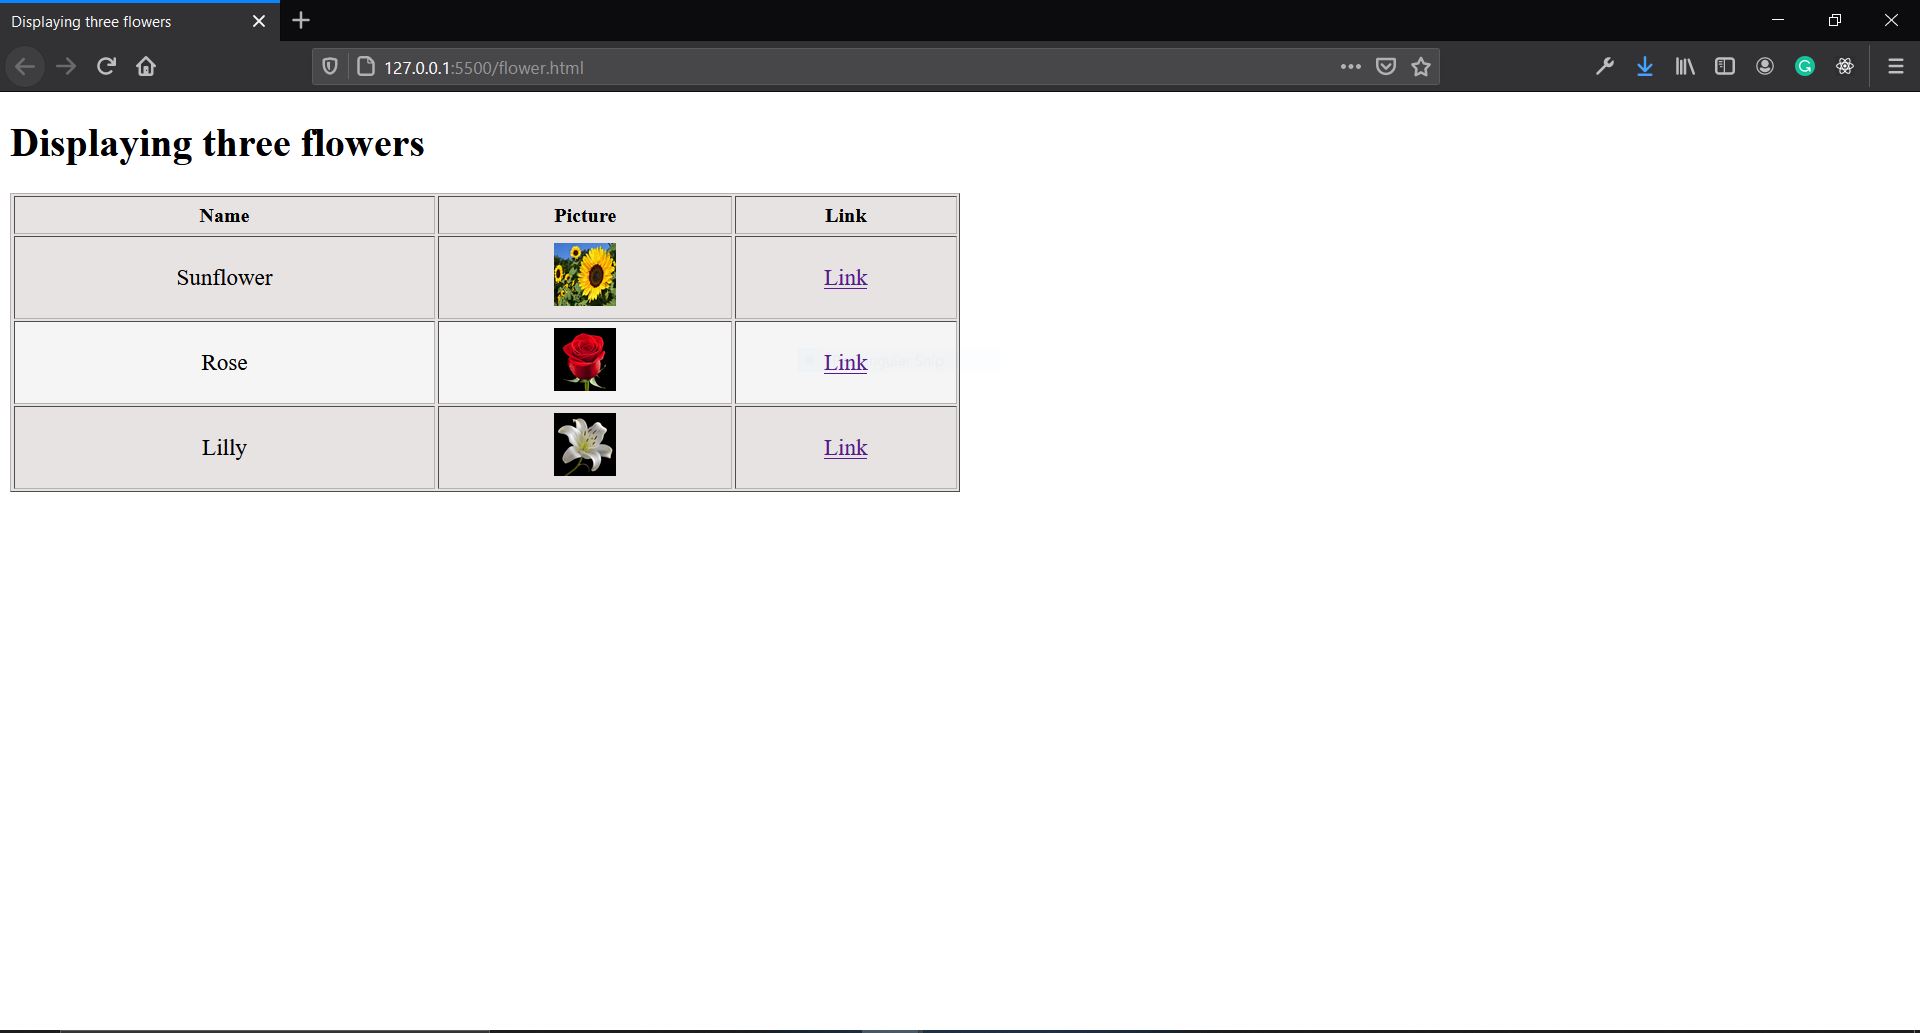 Displaying three flowers
127.0.0.1:5500/flower.html
Displaying three flowers
Name Picture Link
Sunflower Link
Rose Link
Lilly Link